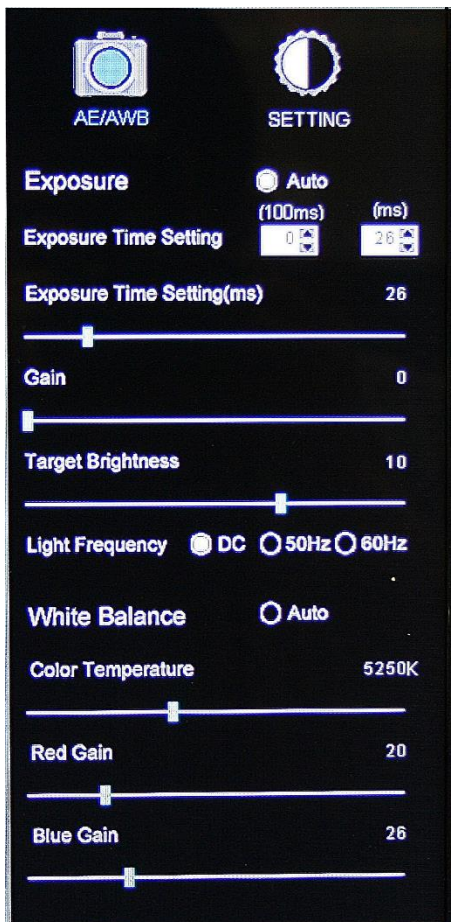 AE/AWB SETTING
Exposure Auto
(100ms) (ms)
Exposure Time Setting 0 26
Exposure Time Setting(ms) 26
Gain 0
Target Brightness 10
Light Frequency DC 50Hz 60Hz
White Balance Auto
Color Temperature 5250K
Red Gain 20
Blue Gain 26